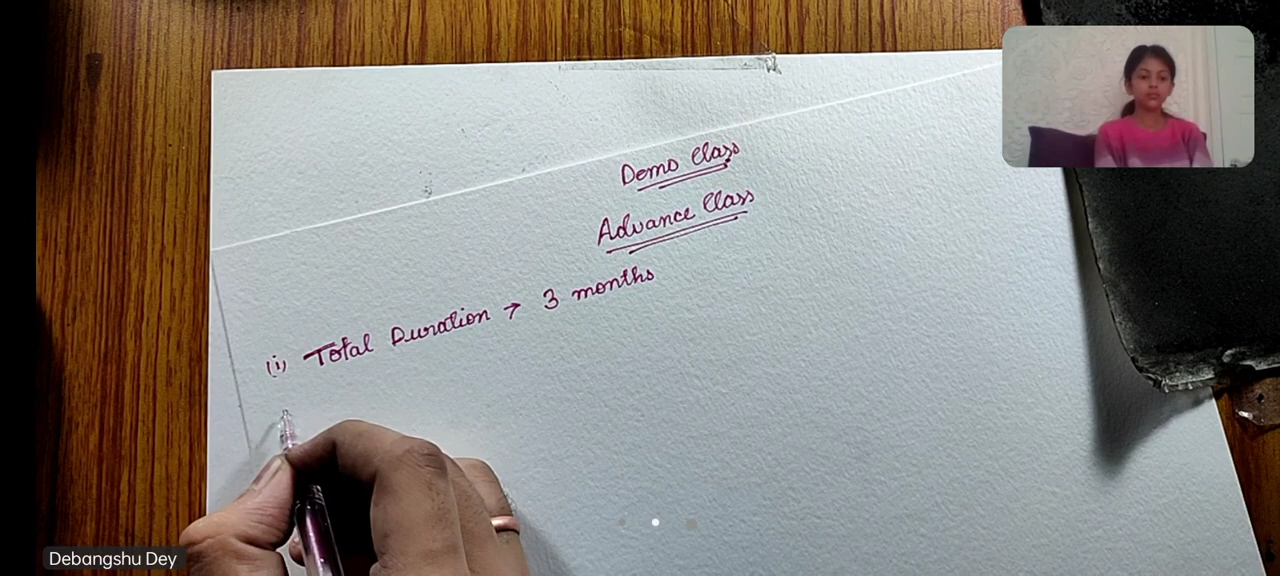 Demo Class
Advance Class
(i) Total Duration → 3 months
Debangshu Dey